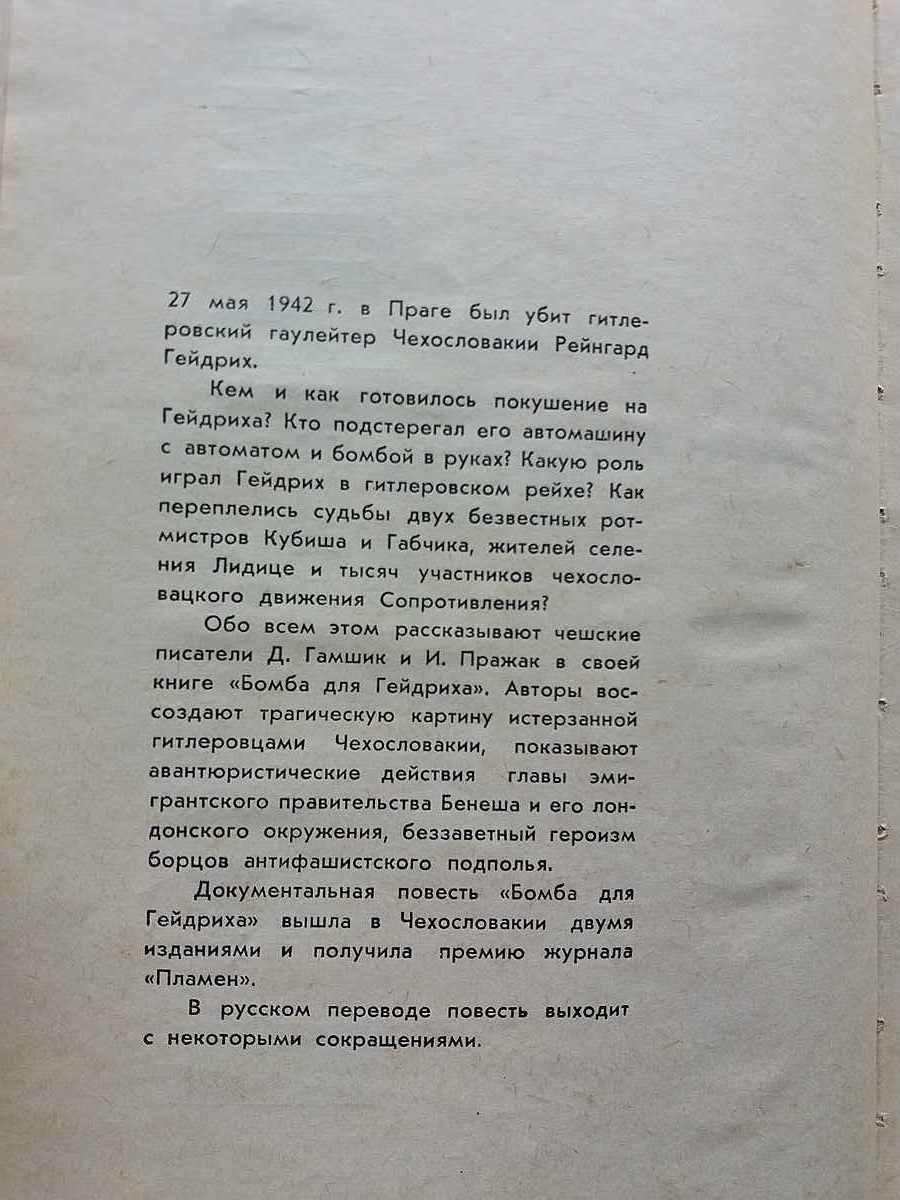 27 мая 1942 г. в Праге был убит гитле-
ровский гаулейтер Чехословакии Рейнгард
Гейдрих.
Кем и как готовилось покушение на
Гейдриха? Кто подстерегал его автомашину
с автоматом и бомбой в руках? Какую роль
играл Гейдрих в гитлеровском рейхе? Как
переплелись судьбы двух безвестных рот-
мистров Кубиша и Габчика, жителей селе-
ния Лидице и тысяч участников чехосло-
вацкого движения Сопротивления?
Обо всем этом рассказывают чешские
писатели Д. Гамшик и И. Пражак в своей
книге «Бомба для Гейдриха». Авторы вос-
создают трагическую картину истерзанной
гитлеровцами Чехословакии, показывают
авантюристические действия главы эми-
грантского правительства Бенеша и его лон-
донского окружения, беззаветный героизм
борцов антифашистского подполья.
Документальная повесть «Бомба для
Гейдриха» вышла в Чехословакии двумя
изданиями и получила премию журнала
«Пламен».
В русском переводе повесть выходит
с некоторыми сокращениями.